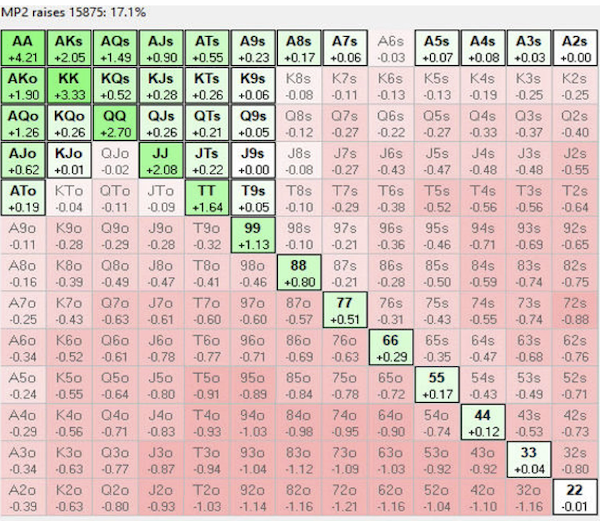 MP2 raises 15875: 17.1%
AA AKs AQs AJs ATs A9s A8s A7s A6s A5s A4s A3s A2s
+4.21 +2.05 +1.49 +0.90 +0.55 +0.23 +0.17 +0.06 -0.03 +0.07 +0.08 +0.03 +0.00
AKo KK KQs KJs KTs K9s K8s K7s K6s K5s K4s K3s K2s
+1.90 +3.33 +0.52 +0.28 +0.26 +0.06 -0.08 -0.11 -0.13 -0.13 -0.19 -0.25 -0.25
AQo KQo QQ QJs QTs Q9s Q8s Q7s Q6s Q5s Q4s Q3s Q2s
+1.26 +0.26 +2.70 +0.26 +0.21 +0.05 -0.12 -0.27 -0.22 -0.27 -0.33 -0.37 -0.40
AJo KJo QJo JJ JTs J9s J8s J7s J6s J5s J4s J3s J2s
+0.62 +0.01 -0.02 +2.08 +0.22 +0.00 -0.08 -0.27 -0.43 -0.47 -0.48 -0.48 -0.55
ATo KTo QTo JTo TT T9s T8s T7s T6s T5s T4s T3s T2s
+0.19 -0.04 -0.11 -0.09 +1.64 +0.05 -0.10 -0.29 -0.38 -0.52 -0.56 -0.56 -0.64
A9o K9o Q9o J9o T9o 99 98s 97s 96s 95s 94s 93s 92s
-0.11 -0.28 -0.29 -0.28 -0.32 +1.13 -0.10 -0.21 -0.36 -0.46 -0.71 -0.69 -0.65
A8o K8o Q8o J8o T8o 98o 88 87s 86s 85s 84s 83s 82s
-0.16 -0.39 -0.49 -0.47 -0.41 -0.46 +0.80 -0.21 -0.28 -0.50 -0.59 -0.74 -0.75
A7o K7o Q7o J7o T7o 97o 87o 77 76s 75s 74s 73s 72s
-0.25 -0.43 -0.63 -0.61 -0.60 -0.60 -0.57 +0.51 -0.31 -0.43 -0.55 -0.74 -0.88
A6o K6o Q6o J6o T6o 96o 86o 76o 66 65s 64s 63s 62s
-0.34 -0.52 -0.61 -0.78 -0.77 -0.71 -0.69 -0.63 +0.29 -0.35 -0.47 -0.68 -0.76
A5o K5o Q5o J5o T5o 95o 85o 75o 65o 55 54s 53s 52s
-0.24 -0.55 -0.64 -0.80 -0.91 -0.89 -0.84 -0.78 -0.72 +0.17 -0.43 -0.49 -0.71
A4o K4o Q4o J4o T4o 94o 84o 74o 64o 54o 44 43s 42s
-0.29 -0.56 -0.71 -0.83 -0.93 -1.03 -0.98 -0.95 -0.90 -0.74 +0.12 -0.53 -0.73
A3o K3o Q3o J3o T3o 93o 83o 73o 63o 53o 43o 33 32s
-0.34 -0.63 -0.77 -0.87 -0.94 -1.04 -1.12 -1.09 -1.03 -0.92 -0.92 +0.04 -0.80
A2o K2o Q2o J2o T2o 92o 82o 72o 62o 52o 42o 32o 22
-0.39 -0.63 -0.80 -0.93 -1.03 -1.14 -1.16 -1.21 -1.16 -1.04 -1.10 -1.16 -0.01